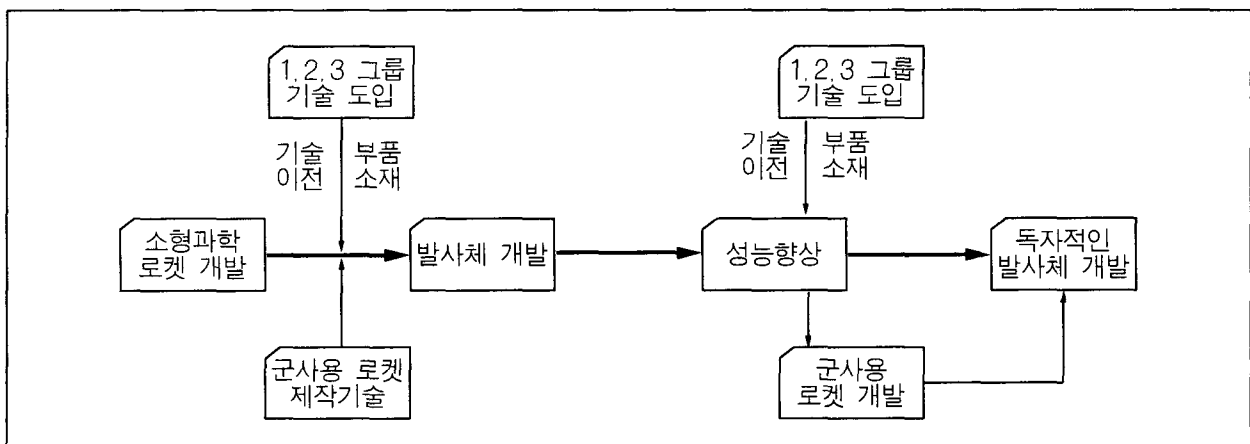 1,2,3 그룹
기술 도입
1,2,3 그룹
기술 도입
기술
이전
부품
소재
기술
이전
부품
소재
소형과학
로켓 개발
발사체 개발
성능향상
독자적인
발사체 개발
군사용 로켓
제작기술
군사용
로켓 개발